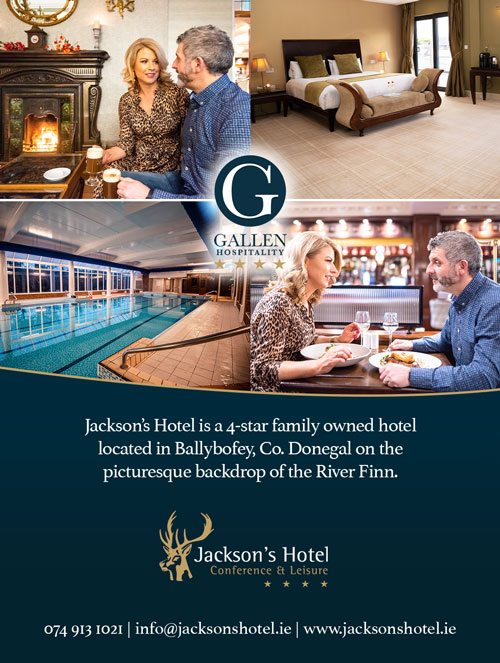 G
GALLEN
HOSPITALITY
Jackson's Hotel is a 4-star family owned hotel
located in Ballybofey, Co. Donegal on the
picturesque backdrop of the River Finn.
Jackson's Hotel
Conference & Leisure
074 913 1021 | info@jacksonshotel.ie | www.jacksonshotel.ie